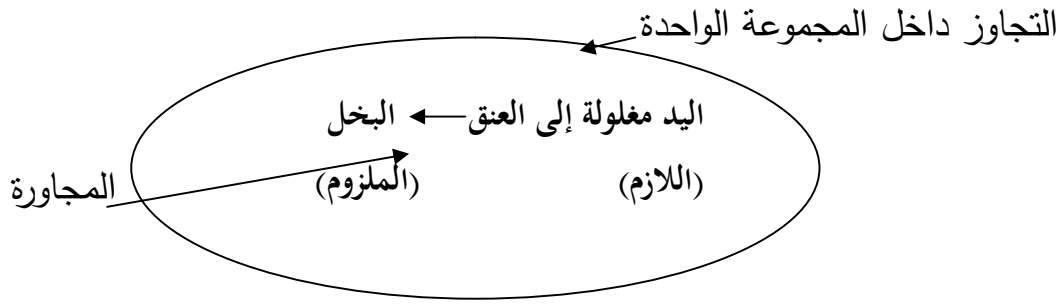 التجاوز داخل المجموعة الواحدة
اليد مغلولة إلى العنق البخل
(اللازم) (الملزوم)
المجاورة